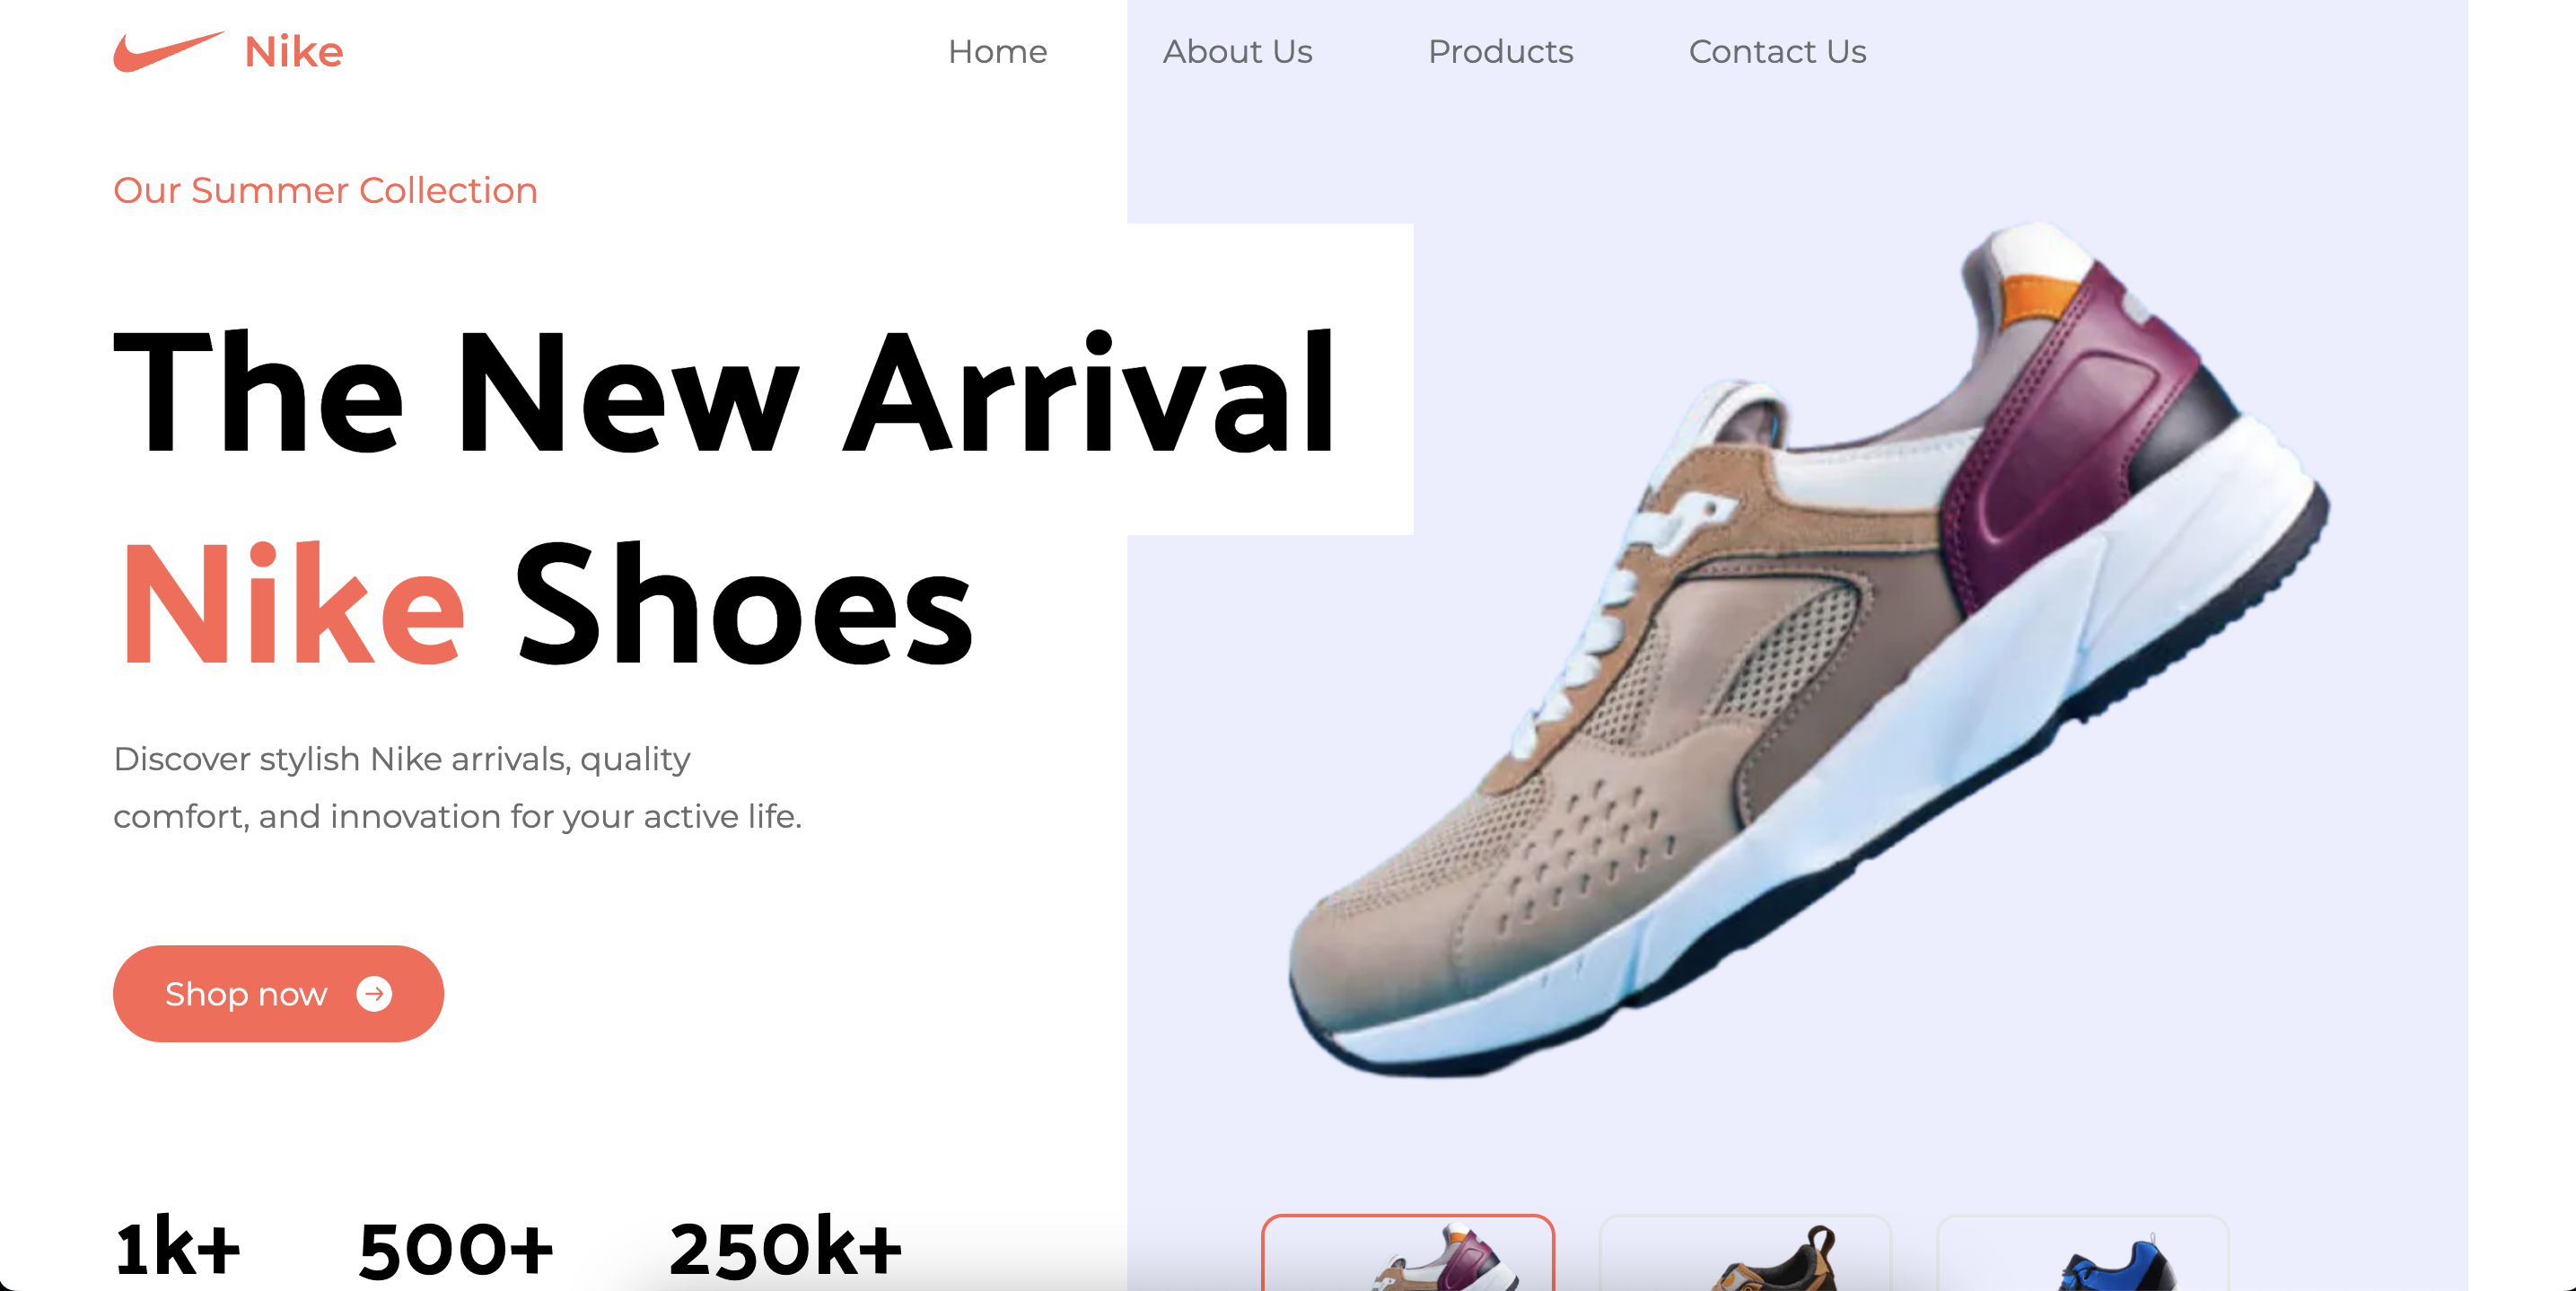 Nike
Home About Us Products Contact Us
Our Summer Collection
The New Arrival
Nike Shoes
Discover stylish Nike arrivals, quality
comfort, and innovation for your active life.
Shop now
1k+ 500+ 250k+